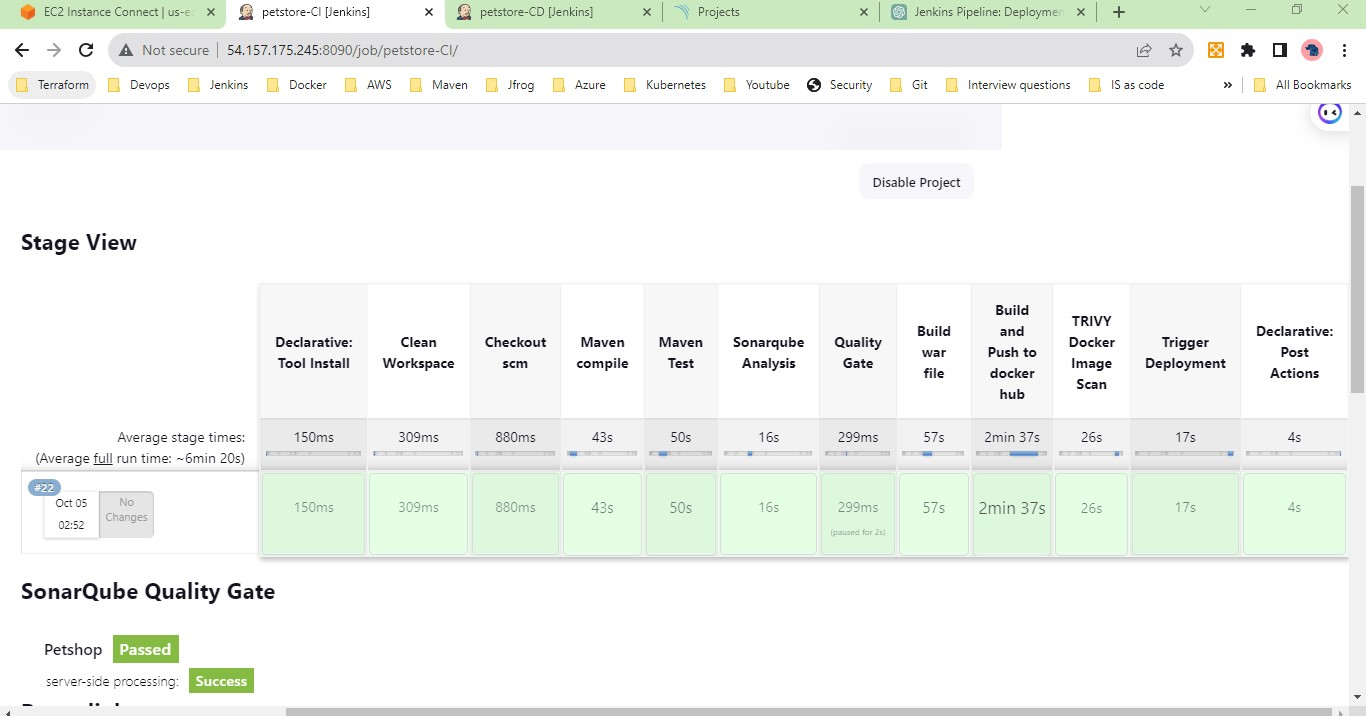 EC2 Instance Connect | us-e
petstore-CI [Jenkins]
petstore-CD [Jenkins]
Projects
Jenkins Pipeline: Deploymen
Not secure
54.157.175.245:8090/job/petstore-CI/
Terraform
Devops
Jenkins
Docker
AWS
Maven
Jfrog
Azure
Kubernetes
Youtube
Security
Git
Interview questions
IS as code
»
All Bookmarks
Disable Project
Stage View
Declarative:
Tool Install
Clean
Workspace
Checkout
scm
Maven
compile
Maven
Test
Sonarqube
Analysis
Quality
Gate
Build
war
file
Build
and
Push to
docker
hub
TRIVY
Docker
Image
Scan
Trigger
Deployment
Declarative:
Post
Actions
Average stage times:
(Average full run time: ~6min 20s)
150ms
309ms
880ms
43s
50s
16s
299ms
57s
2min 37s
26s
17s
4s
#22
Oct 05
02:52
No
Changes
150ms
309ms
880ms
43s
50s
16s
299ms
(paused for 2s)
57s
2min 37s
26s
17s
4s
SonarQube Quality Gate
Petshop Passed
server-side processing: Success